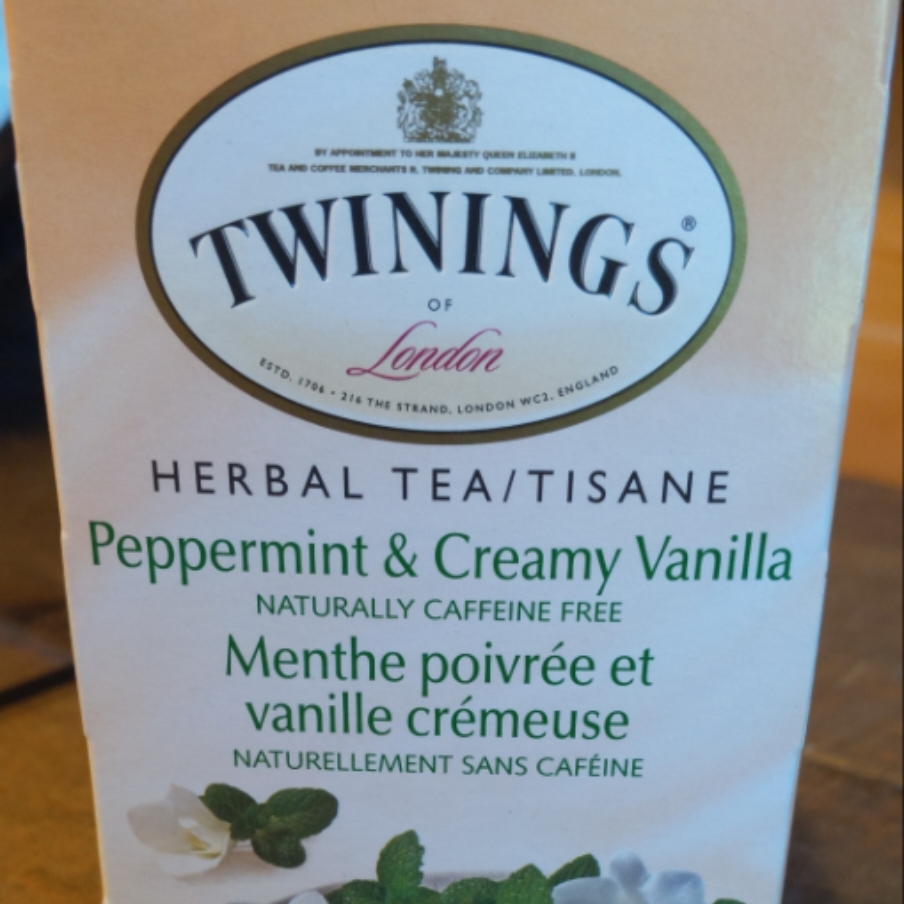 BY APPOINTMENT TO HER MAJESTY QUEEN ELIZABETH II
TEA AND COFFEE MERCHANTS R. TWINING AND COMPANY LIMITED, LONDON.
TWININGS®
OF
London
ESTD. 1706 • 216 THE STRAND, LONDON WC2, ENGLAND
HERBAL TEA/TISANE
Peppermint & Creamy Vanilla
NATURALLY CAFFEINE FREE
Menthe poivrée et
vanille crémeuse
NATURELLEMENT SANS CAFÉINE